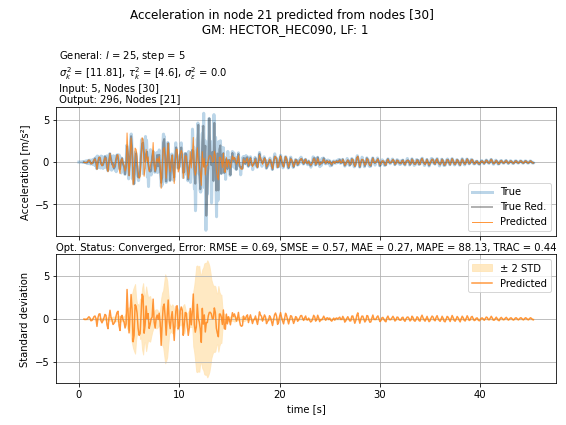 Acceleration in node 21 predicted from nodes [30]
GM: HECTOR_HEC090, LF: 1
General: l = 25, step = 5
σ²ₖ = [11.81], τ²ₖ = [4.6], σ²ε = 0.0
Input: 5, Nodes [30]
Output: 296, Nodes [21]
Acceleration [m/s²]
5
0
−5
True
True Red.
Predicted
Opt. Status: Converged, Error: RMSE = 0.69, SMSE = 0.57, MAE = 0.27, MAPE = 88.13, TRAC = 0.44
Standard deviation
5
0
−5
± 2 STD
Predicted
0 10 20 30 40
time [s]